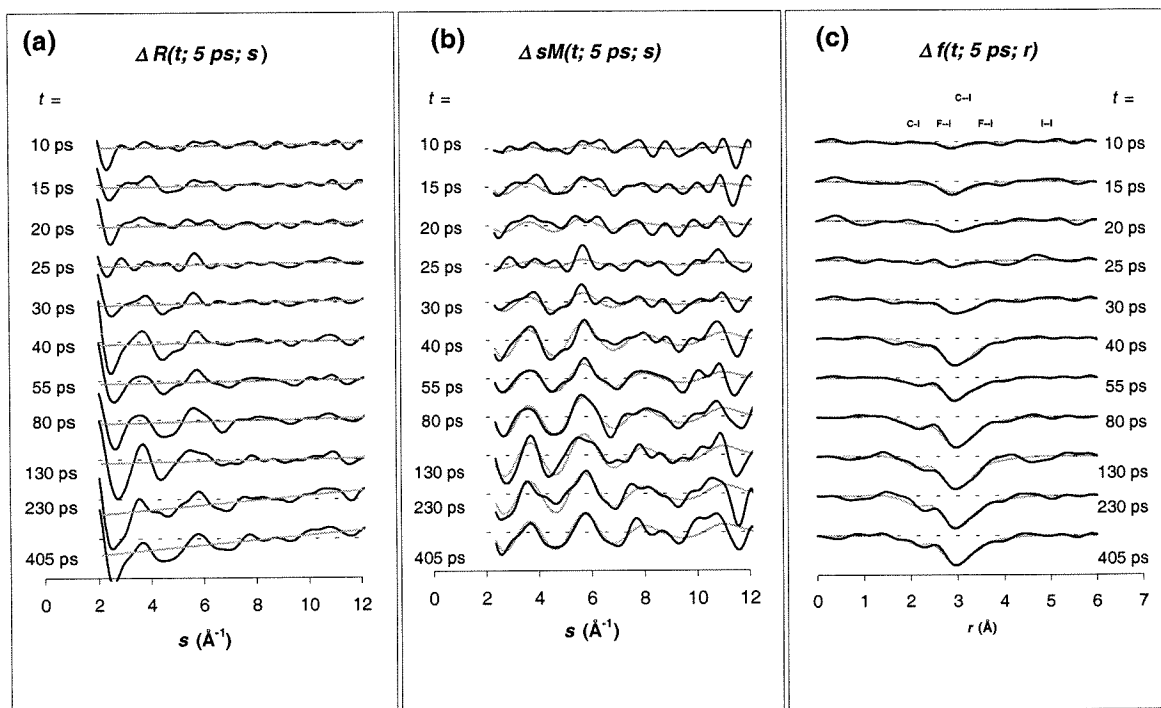 (a)
ΔR(t; 5 ps; s)
t =
10 ps
15 ps
20 ps
25 ps
30 ps
40 ps
55 ps
80 ps
130 ps
230 ps
405 ps
0 2 4 6 8 10 12
s (Å⁻¹)
(b)
ΔsM(t; 5 ps; s)
10 ps
15 ps
20 ps
25 ps
30 ps
40 ps
55 ps
80 ps
130 ps
230 ps
405 ps
0 2 4 6 8 10 12
s (Å⁻¹)
(c)
Δf(t; 5 ps; r)
C--I
C-I F--I F--I I--I
t =
10 ps
15 ps
20 ps
25 ps
30 ps
40 ps
55 ps
80 ps
130 ps
230 ps
405 ps
0 1 2 3 4 5 6 7
r (Å)